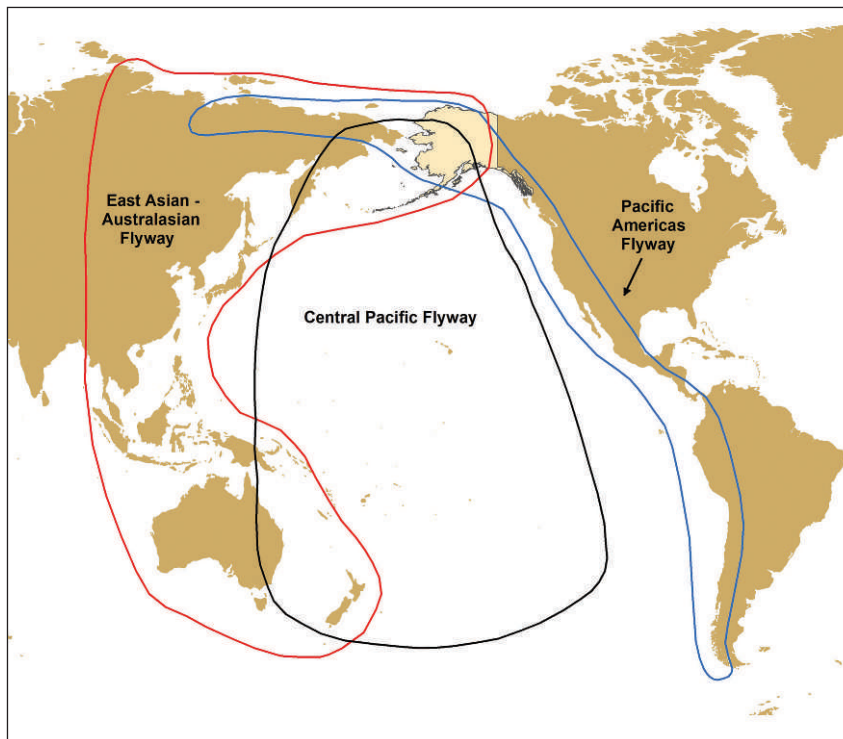 East Asian -
Australasian
Flyway
Pacific
Americas
Flyway
Central Pacific Flyway